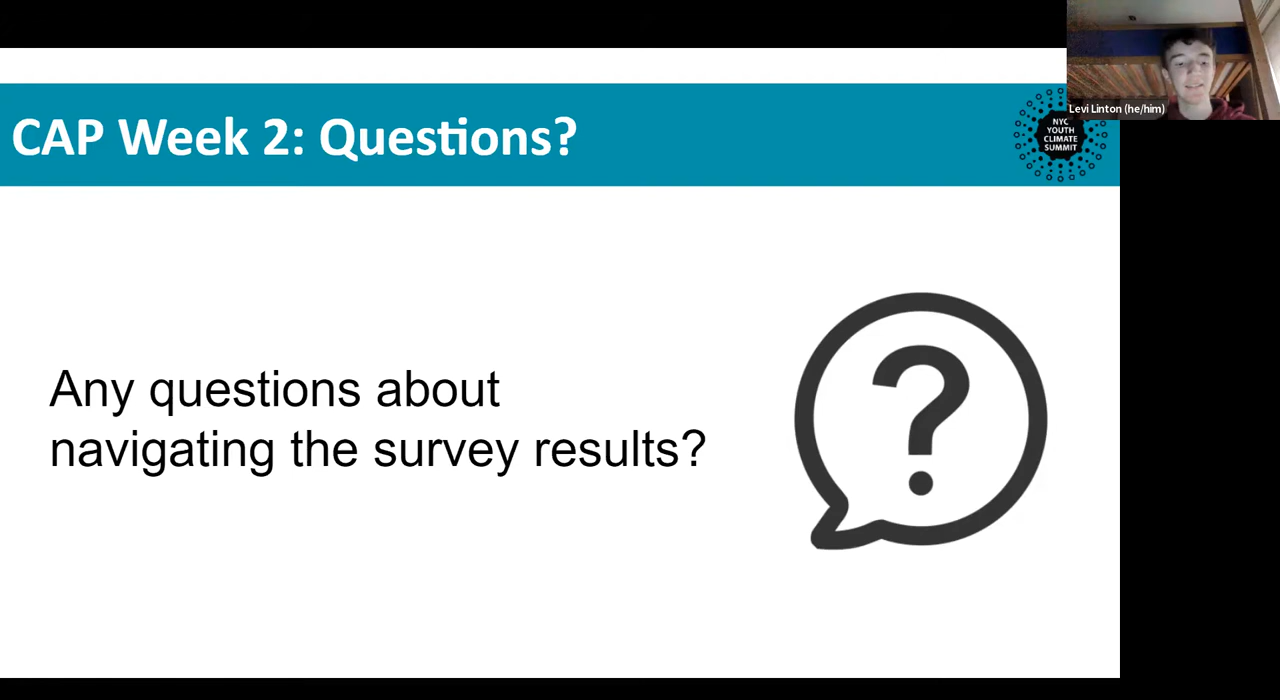 CAP Week 2: Questions?
Levi Linton (he/him)
NYC
YOUTH
CLIMATE
SUMMIT
Any questions about
navigating the survey results?
?